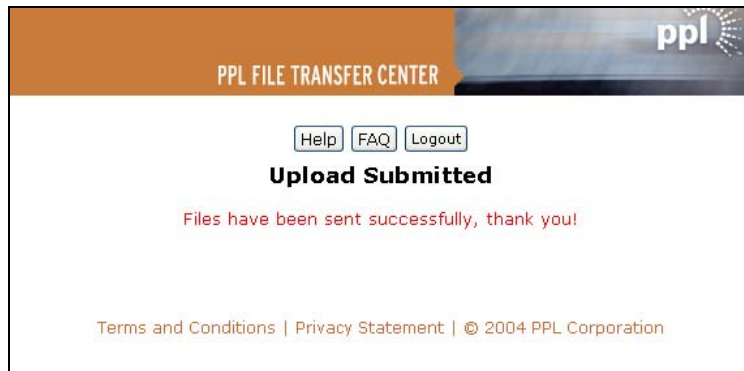 ppl
PPL FILE TRANSFER CENTER
Help FAQ Logout
Upload Submitted
Files have been sent successfully, thank you!
Terms and Conditions | Privacy Statement | © 2004 PPL Corporation